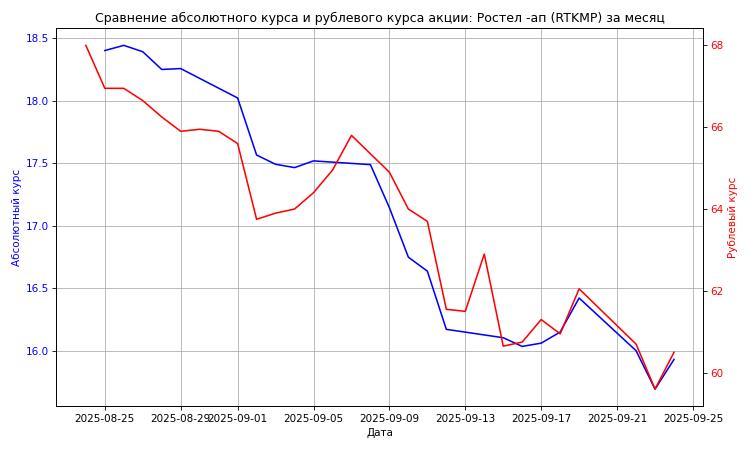 Сравнение абсолютного курса и рублевого курса акции: Ростел -ап (RTKMP) за месяц
18.5
18.0
17.5
17.0
16.5
16.0
Абсолютный курс
68
66
64
62
60
Рублевый курс
2025-08-25 2025-08-29 2025-09-01 2025-09-05 2025-09-09 2025-09-13 2025-09-17 2025-09-21 2025-09-25
Дата